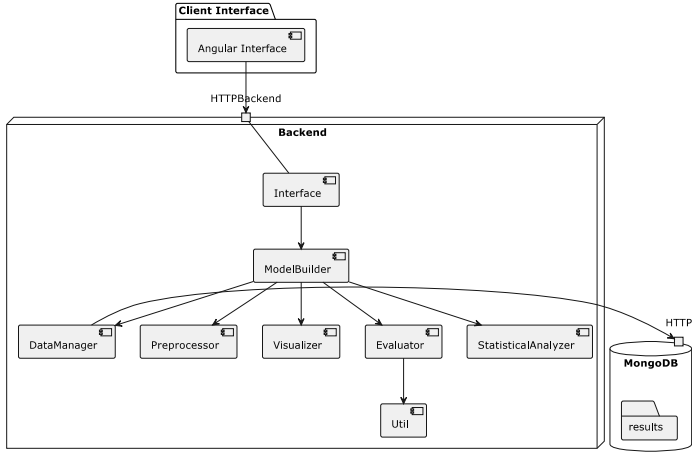 Client Interface
Angular Interface
HTTPBackend
Backend
Interface
ModelBuilder
DataManager
Preprocessor
Visualizer
Evaluator
StatisticalAnalyzer
HTTP
MongoDB
Util
results